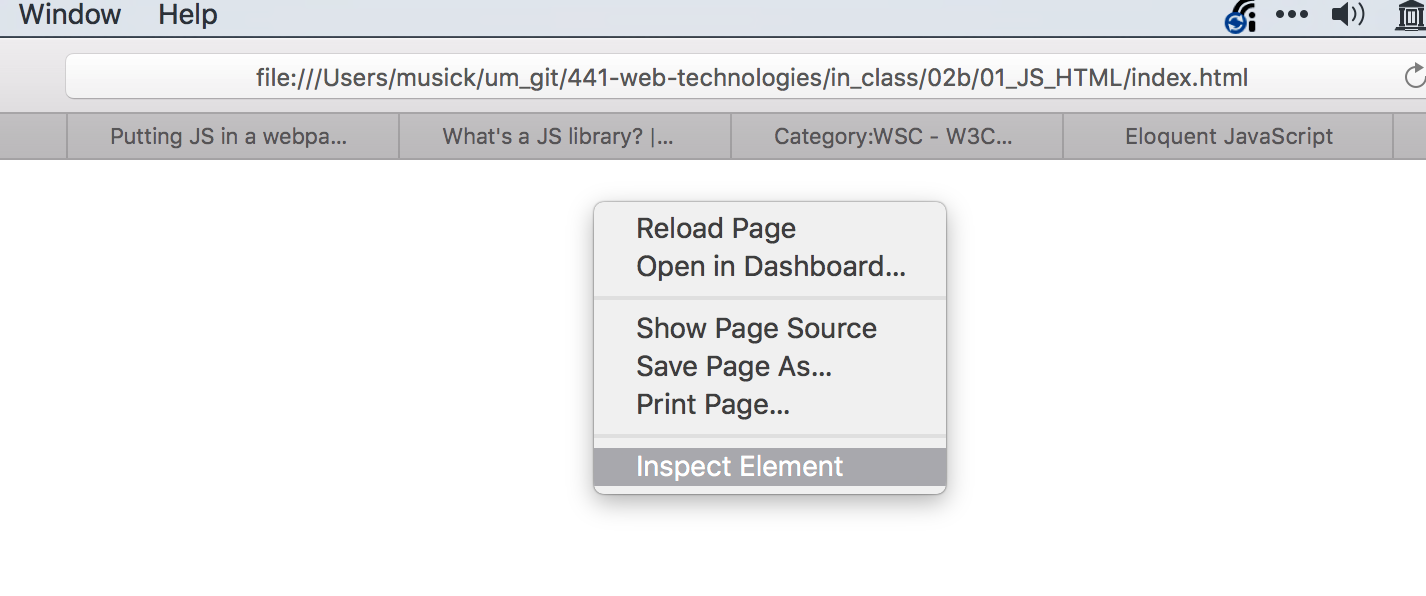 Window Help
file:///Users/musick/um_git/441-web-technologies/in_class/02b/01_JS_HTML/index.html
Putting JS in a webpa... What's a JS library? |... Category:WSC - W3C... Eloquent JavaScript
Reload Page
Open in Dashboard...
Show Page Source
Save Page As...
Print Page...
Inspect Element